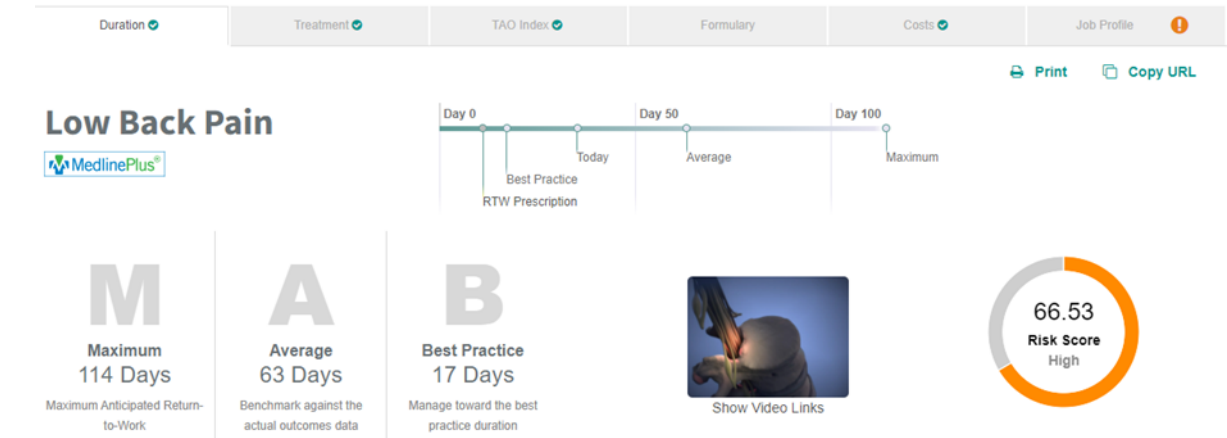 Duration
Treatment
TAO Index
Formulary
Costs
Job Profile
Print
Copy URL
Low Back Pain
MedlinePlus®
Day 0
Day 50
Day 100
Today
Average
Maximum
Best Practice
RTW Prescription
M
A
B
Maximum
Average
Best Practice
114 Days
63 Days
17 Days
Maximum Anticipated Return-
to-Work
Benchmark against the
actual outcomes data
Manage toward the best
practice duration
Show Video Links
66.53
Risk Score
High